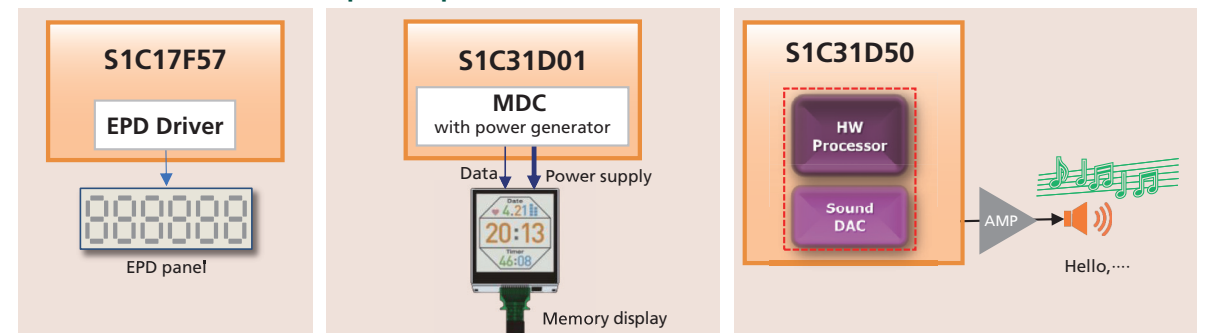 S1C17F57
EPD Driver
EPD panel
S1C31D01
MDC
with power generator
Data
Power supply
Date
4.21
20:13
Timer
46:08
Memory display
S1C31D50
HW
Processor
Sound
DAC
AMP
Hello,····